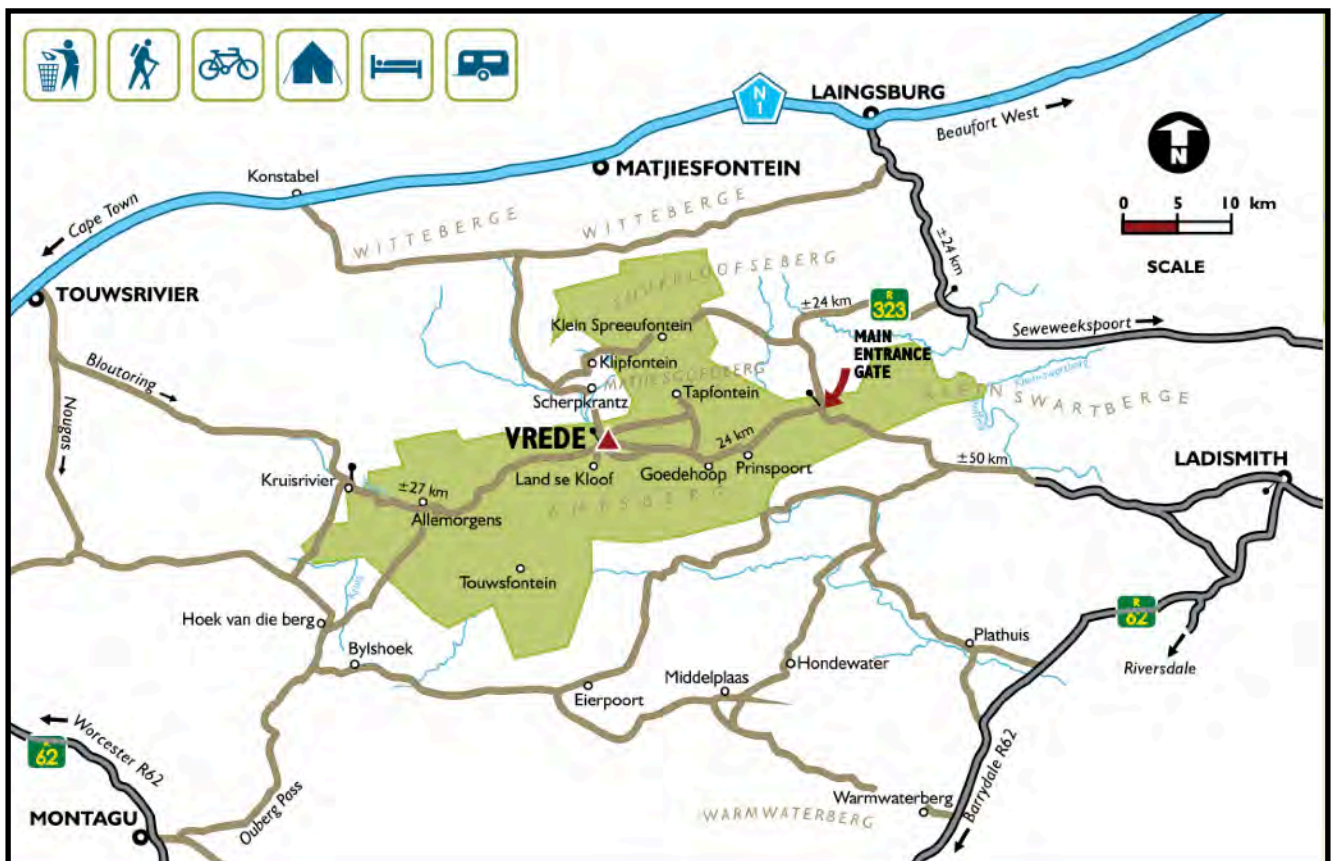 N
1
LAINGSBURG
Beaufort West
Konstabel
MATJIESFONTEIN
N
Cape Town
WITTEBERGE
WITTEBERGE
0 5 10 km
SCALE
±24 km
TOUWSRIVIER
±24 km
R
323
Klein Spreeufontein
MAIN
ENTRANCE
GATE
Seweweekspoort
Bloutoring
Klipfontein
Scherpkrantz
Tapfontein
KLEIN SWARTBERGE
Nougas
VREDE
24 km
Land se Kloof
Goedehoop
Prinspoort
±50 km
LADISMITH
Kruisrivier
±27 km
Allemorgens
Touwsfontein
Hoek van die berg
Bylshoek
R
62
Plathuis
Riversdale
Hondewater
Middelplaas
Eierpoort
Worcester R62
R
62
Ouberg Pass
Barrydale R62
MONTAGU
Warmwaterberg
WARMWATERBERG